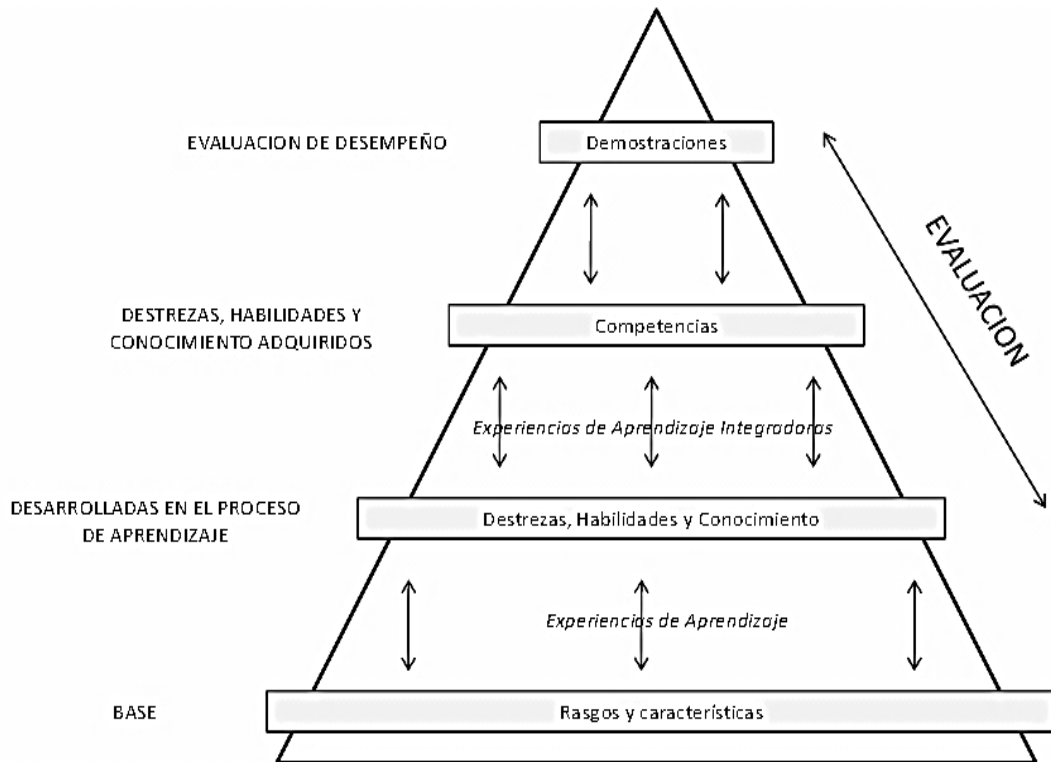 EVALUACION DE DESEMPEÑO
Demostraciones
EVALUACION
DESTREZAS, HABILIDADES Y
CONOCIMIENTO ADQUIRIDOS
Competencias
Experiencias de Aprendizaje Integradoras
DESARROLLADAS EN EL PROCESO
DE APRENDIZAJE
Destrezas, Habilidades y Conocimiento
Experiencias de Aprendizaje
BASE
Rasgos y características